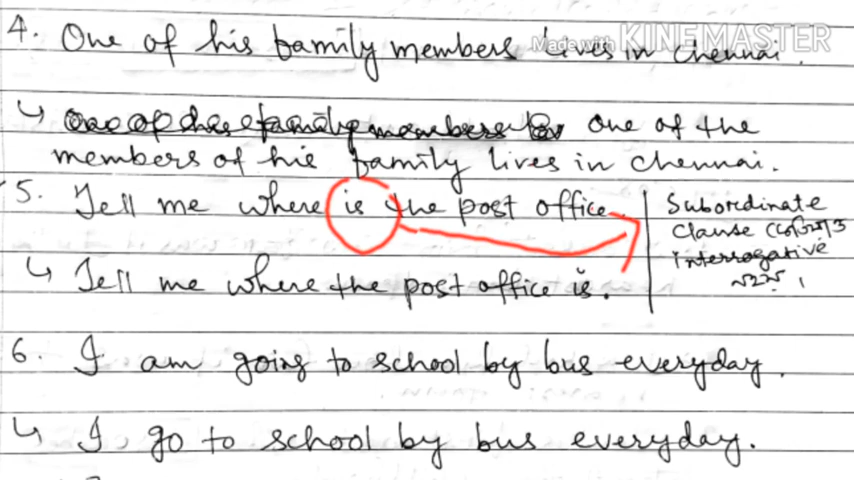 Made with KINEMASTER
4. One of his family members lives in Chennai.
↳ one of the
members of his family lives in Chennai.
5. Tell me where is the post office.
↳ Tell me where the post office is.
Subordinate
Clause কখনও
interrogative
হয়না।
6. I am going to school by bus everyday.
↳ I go to school by bus everyday.